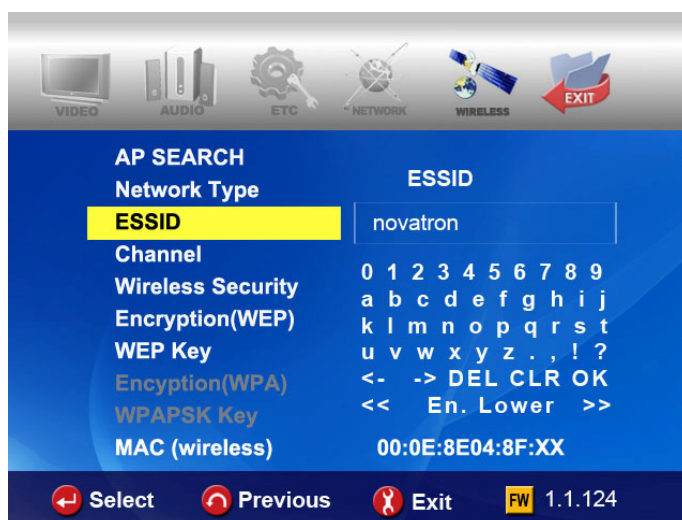 VIDEO AUDIO ETC NETWORK WIRELESS EXIT
AP SEARCH
Network Type
ESSID
Channel
Wireless Security
Encryption(WEP)
WEP Key
Encyption(WPA)
WPAPSK Key
MAC (wireless)
ESSID
novatron
0 1 2 3 4 5 6 7 8 9
a b c d e f g h i j
k l m n o p q r s t
u v w x y z . , ! ?
<- -> DEL CLR OK
<< En. Lower >>
00:0E:8E04:8F:XX
Select Previous Exit FW 1.1.124